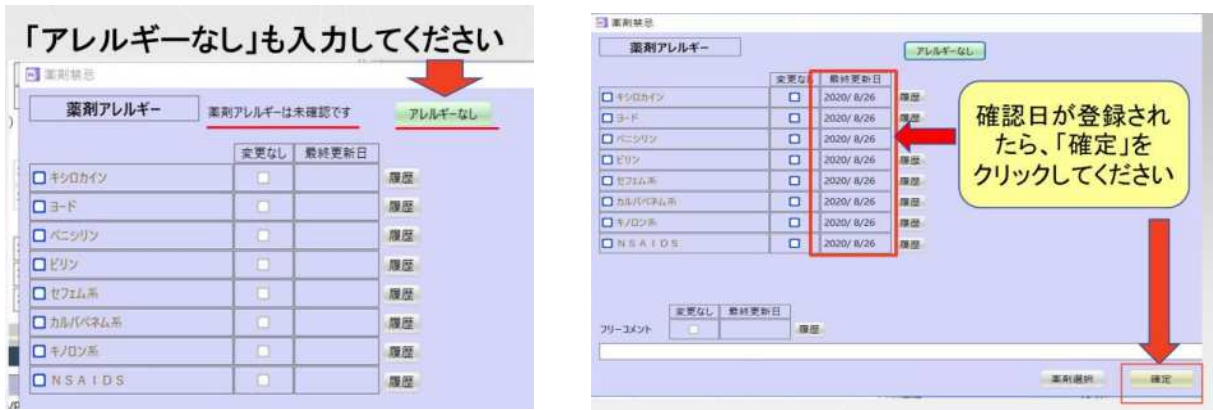 「アレルギーなし」も入力してください
薬剤禁忌
薬剤アレルギー 薬剤アレルギーは未確認です アレルギーなし
変更なし 最終更新日
キシロカイン 履歴
ヨード 履歴
ペニシリン 履歴
ピリン 履歴
セフェム系 履歴
カルバペネム系 履歴
キノロン系 履歴
NSAIDS 履歴
薬剤禁忌
薬剤アレルギー アレルギーなし
変更なし 最終更新日
キシロカイン 2020/ 8/26 履歴
ヨード 2020/ 8/26 履歴
ペニシリン 2020/ 8/26
ピリン 2020/ 8/26 履歴
セフェム系 2020/ 8/26 履歴
カルバペネム系 2020/ 8/26 履歴
キノロン系 2020/ 8/26 履歴
NSAIDS 2020/ 8/26 履歴
確認日が登録され
たら、「確定」を
クリックしてください
変更なし 最終更新日
フリーコメント 履歴
薬剤選択 確定